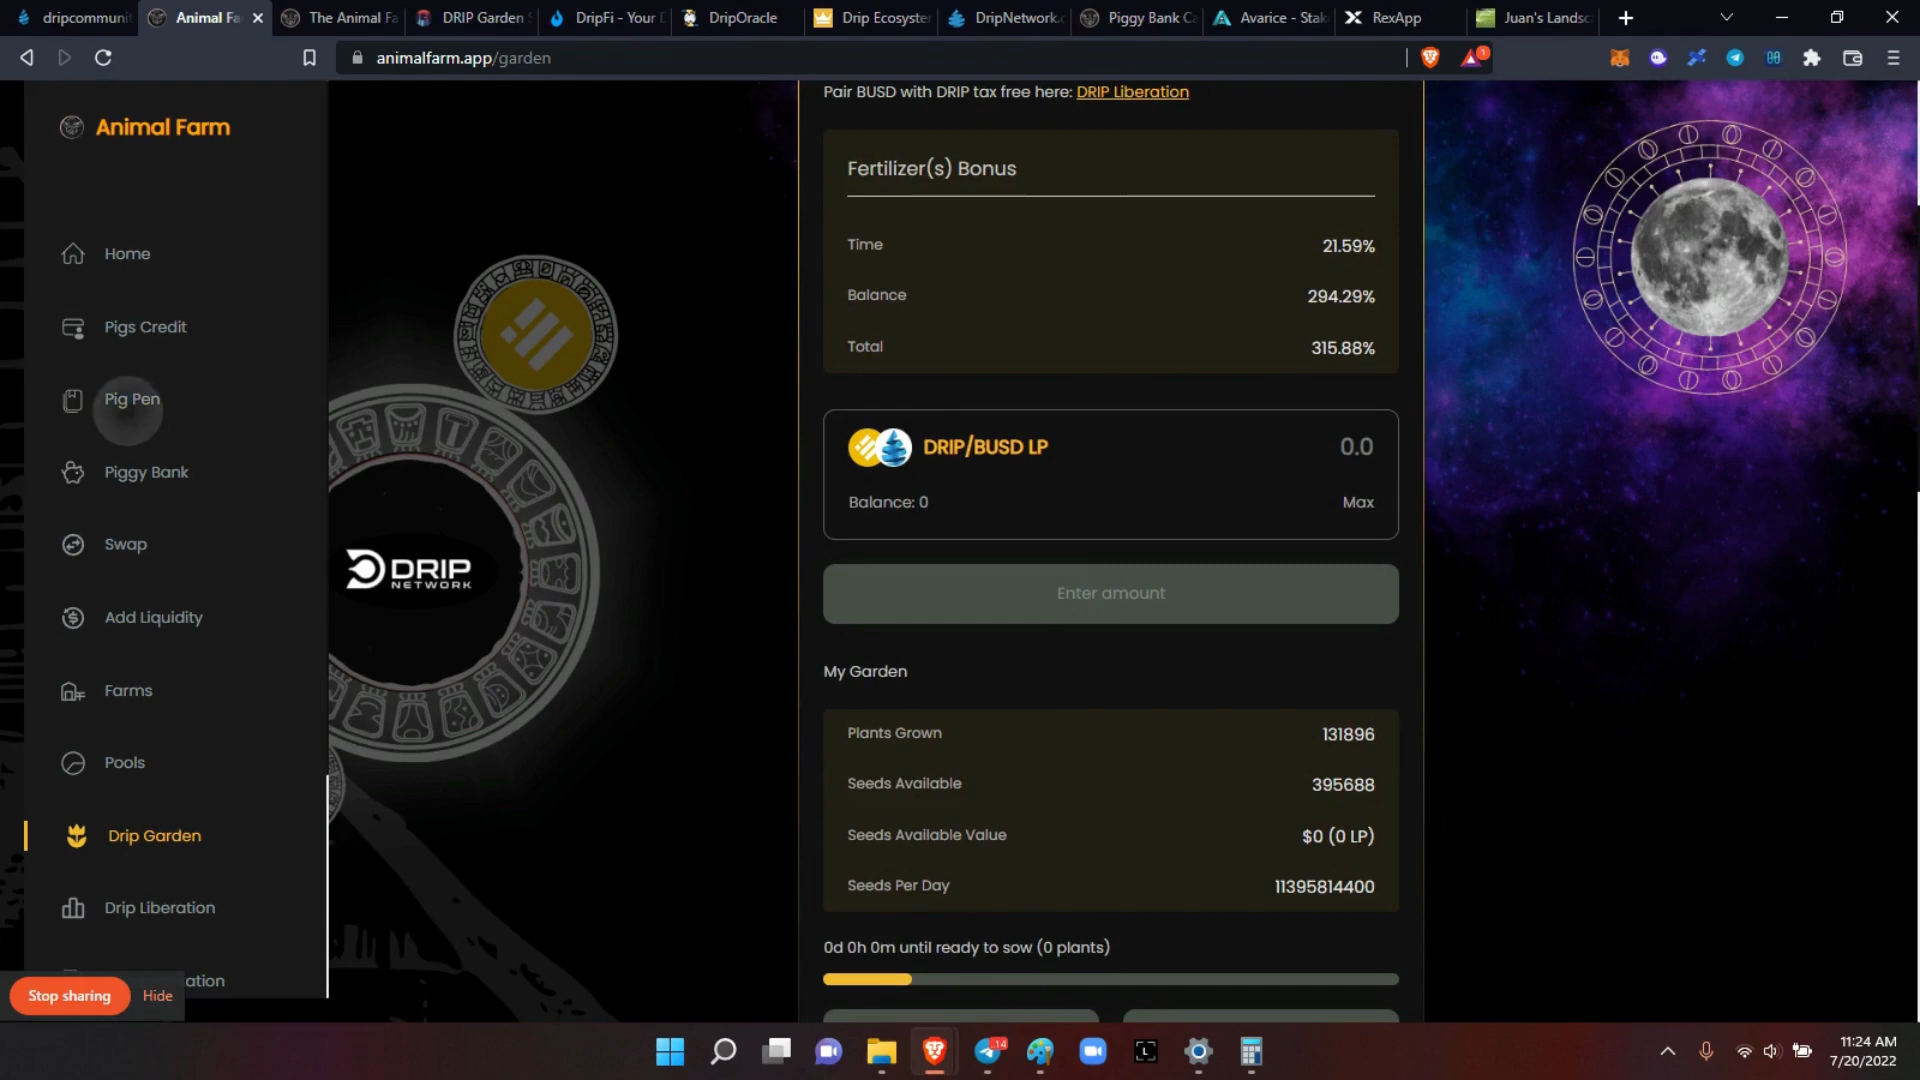 dripcommuni
Animal Fa
The Animal Fa
DRIP Garden S
DripFi - Your D
DripOracle
Drip Ecosyste
DripNetwork.c
Piggy Bank Ca
Avarice - Stak
RexApp
Juan's Landsc
animalfarm.app/garden
1
Animal Farm
Home
Pigs Credit
Pig Pen
Piggy Bank
Swap
Add Liquidity
Farms
Pools
Drip Garden
Drip Liberation
ation
Stop sharing
Hide
DRIP
NETWORK
Pair BUSD with DRIP tax free here: DRIP Liberation
Fertilizer(s) Bonus
Time 21.59%
Balance 294.29%
Total 315.88%
DRIP/BUSD LP 0.0
Balance: 0 Max
Enter amount
My Garden
Plants Grown 131896
Seeds Available 395688
Seeds Available Value $0 (0 LP)
Seeds Per Day 11395814400
0d 0h 0m until ready to sow (0 plants)
14
L
11:24 AM
7/20/2022